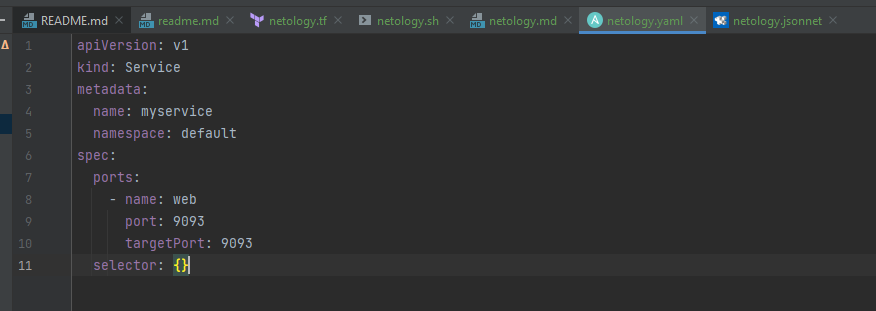 README.md readme.md netology.tf netology.sh netology.md netology.yaml netology.jsonnet
1 apiVersion: v1
2 kind: Service
3 metadata:
4   name: myservice
5   namespace: default
6 spec:
7   ports:
8     - name: web
9       port: 9093
10       targetPort: 9093
11   selector: {}